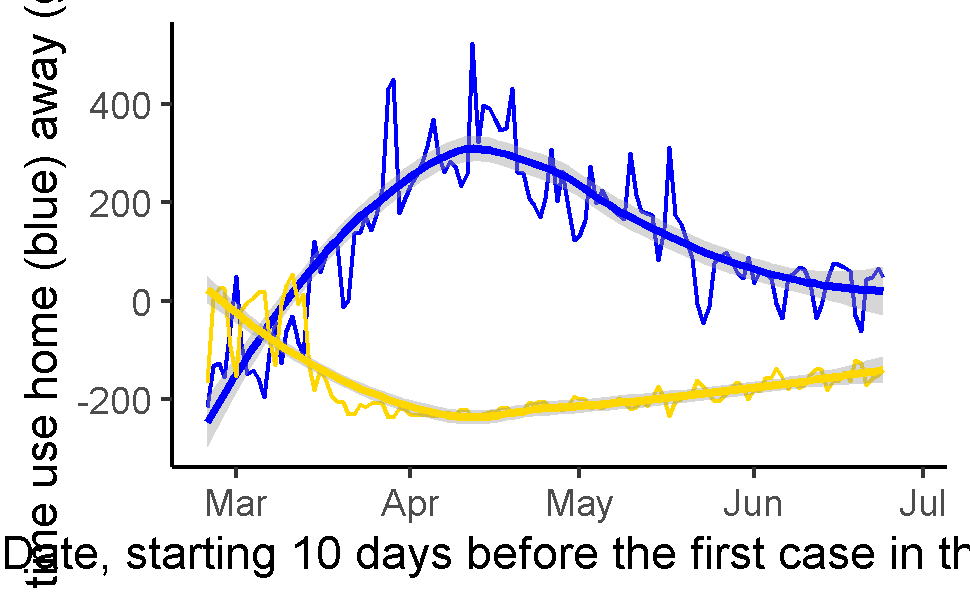 time use home (blue) away (
400
200
0
-200
Mar Apr May Jun Jul
Date, starting 10 days before the first case in th